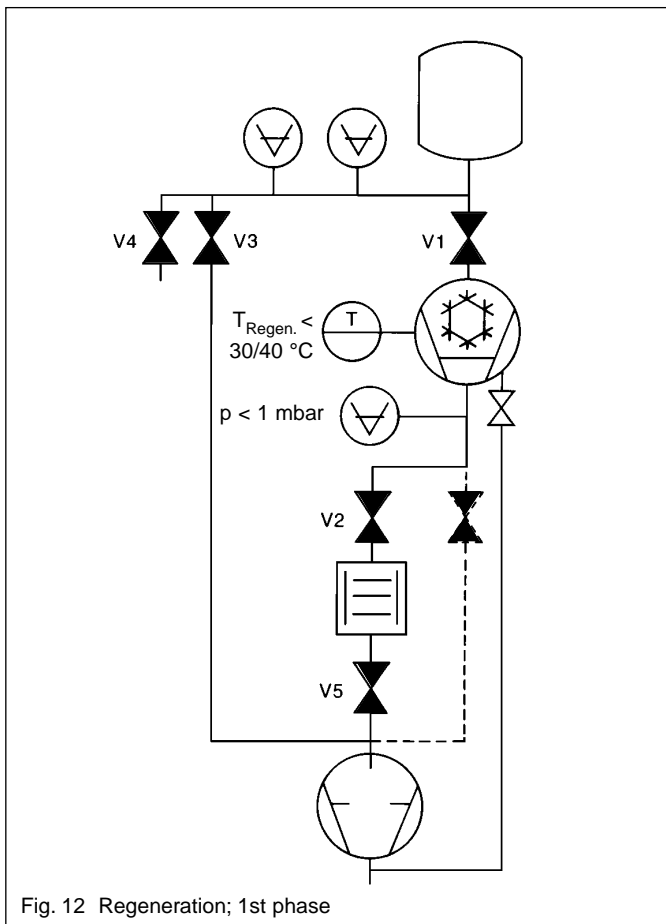 V4
V3
V1
T
T Regen. <
30/40 °C
p < 1 mbar
V2
V5
Fig. 12 Regeneration; 1st phase